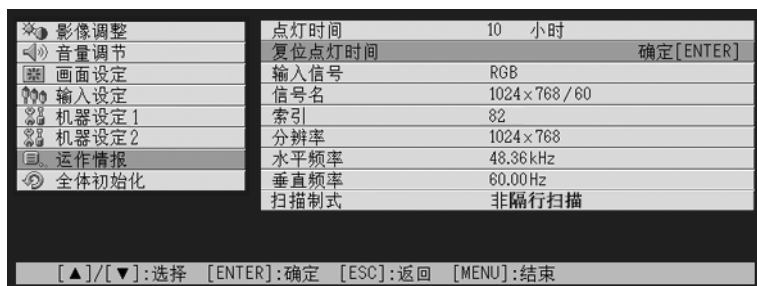 影像调整
音量调节
画面设定
输入设定
机器设定1
机器设定2
运作情报
全体初始化
点灯时间 10 小时
复位点灯时间 确定[ENTER]
输入信号 RGB
信号名 1024×768/60
索引 82
分辨率 1024×768
水平频率 48.36kHz
垂直频率 60.00Hz
扫描制式 非隔行扫描
[▲]/[▼]:选择 [ENTER]:确定 [ESC]:返回 [MENU]:结束